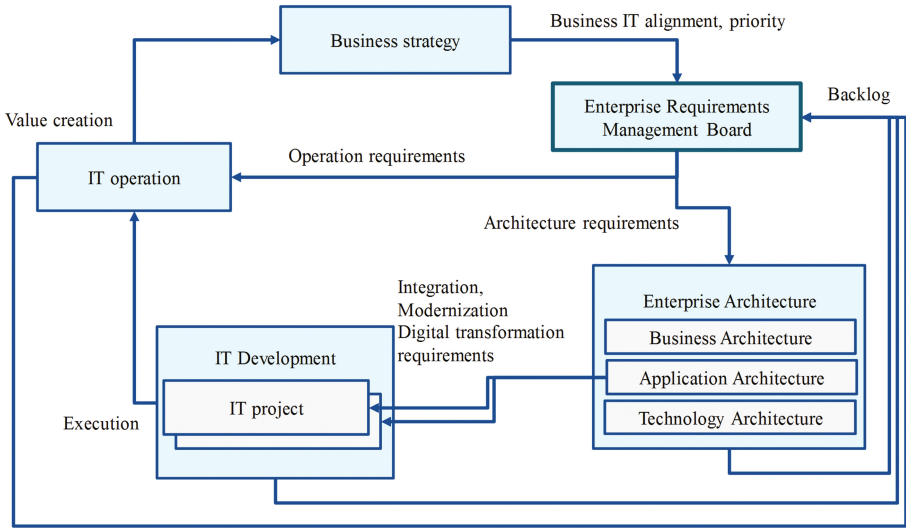 Business IT alignment, priority
Business strategy
Enterprise Requirements
Management Board
Backlog
Value creation
Operation requirements
IT operation
Architecture requirements
Integration,
Modernization
Digital transformation
requirements
Enterprise Architecture
Business Architecture
Application Architecture
Technology Architecture
IT Development
IT project
Execution